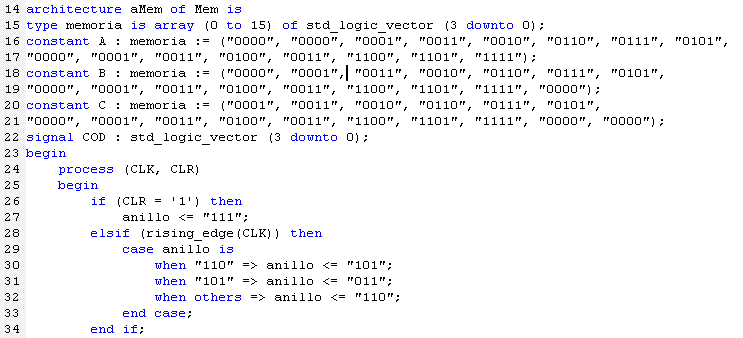 14 architecture aMem of Mem is
15 type memoria is array (0 to 15) of std_logic_vector (3 downto 0);
16 constant A : memoria := ("0000", "0000", "0001", "0011", "0010", "0110", "0111", "0101",
17 "0000", "0001", "0011", "0100", "0011", "1100", "1101", "1111");
18 constant B : memoria := ("0000", "0001", "0011", "0010", "0110", "0111", "0101",
19 "0000", "0001", "0011", "0100", "0011", "1100", "1101", "1111", "0000");
20 constant C : memoria := ("0001", "0011", "0010", "0110", "0111", "0101",
21 "0000", "0001", "0011", "0100", "0011", "1100", "1101", "1111", "0000", "0000");
22 signal COD : std_logic_vector (3 downto 0);
23 begin
24 process (CLK, CLR)
25 begin
26 if (CLR = '1') then
27 anillo <= "111";
28 elsif (rising_edge(CLK)) then
29 case anillo is
30 when "110" => anillo <= "101";
31 when "101" => anillo <= "011";
32 when others => anillo <= "110";
33 end case;
34 end if;